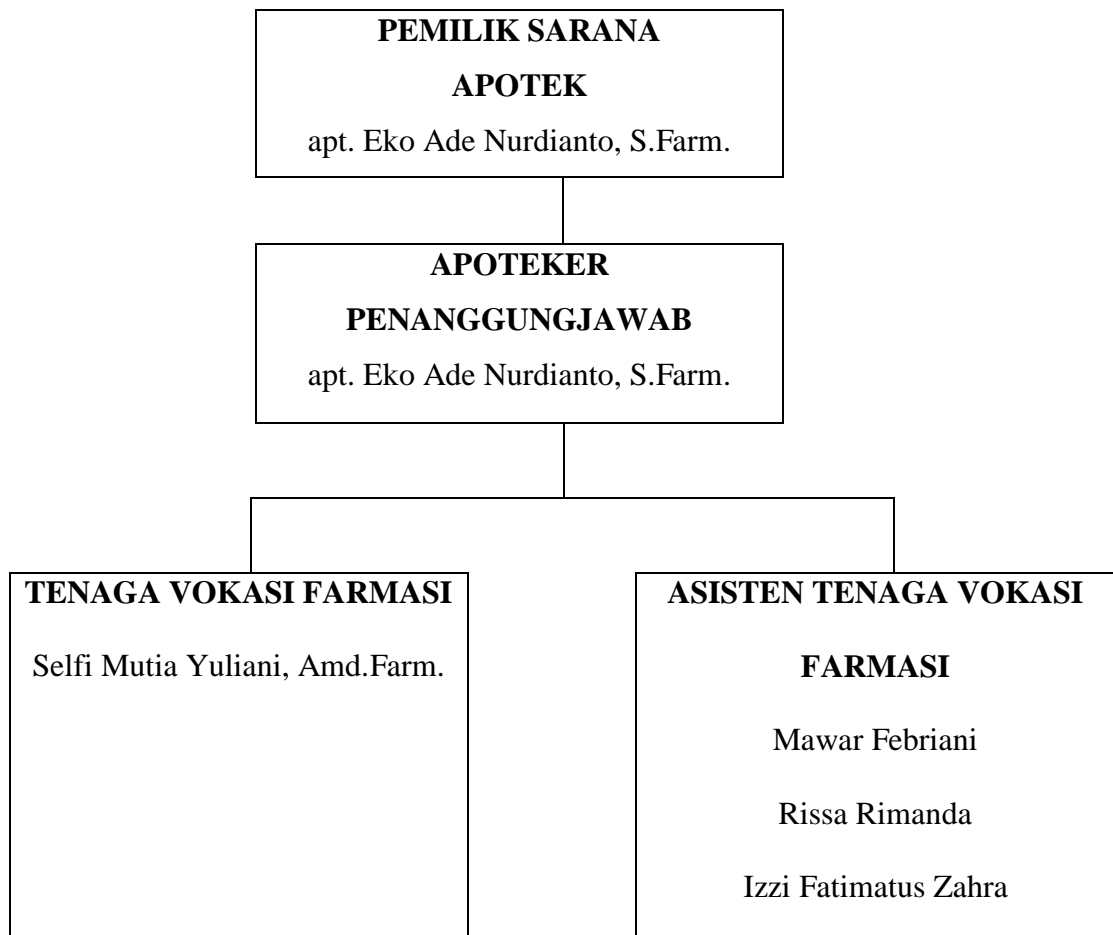 PEMILIK SARANA
APOTEK
apt. Eko Ade Nurdianto, S.Farm.
APOTEKER
PENANGGUNGJAWAB
apt. Eko Ade Nurdianto, S.Farm.
TENAGA VOKASI FARMASI
Selfi Mutia Yuliani, Amd.Farm.
ASISTEN TENAGA VOKASI
FARMASI
Mawar Febriani
Rissa Rimanda
Izzi Fatimatus Zahra